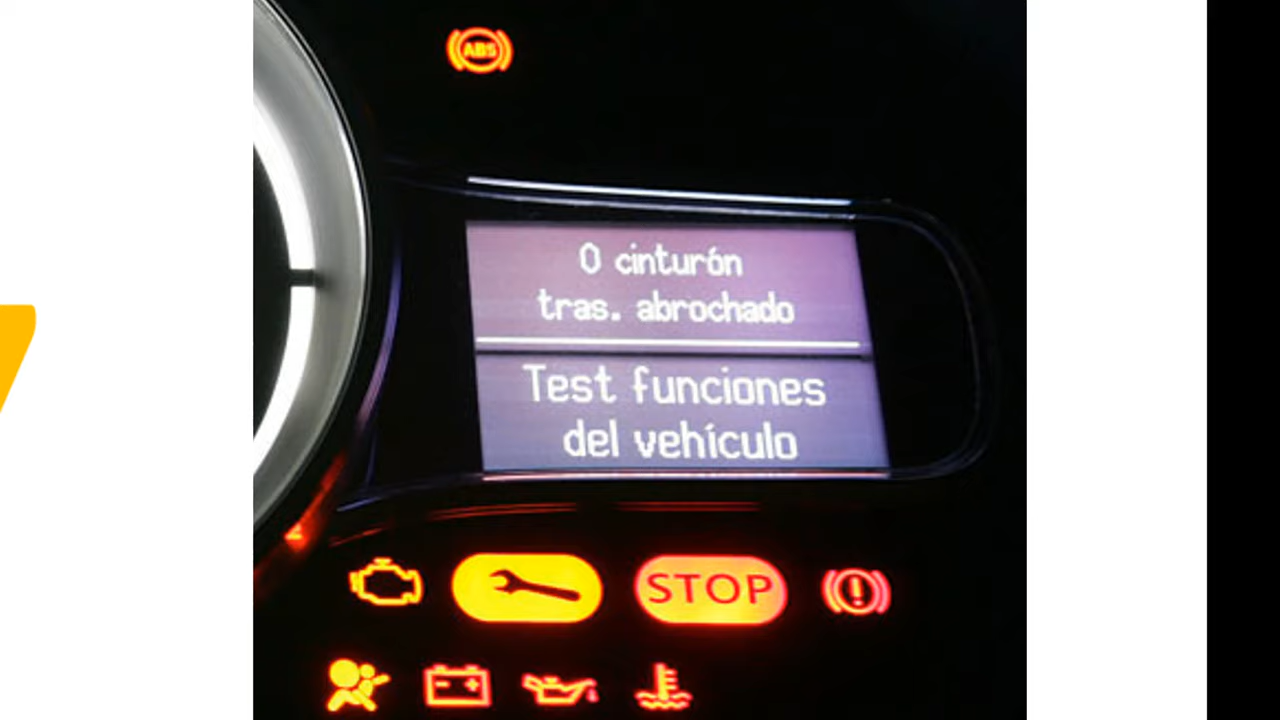 ABS
0 cinturón
tras. abrochado
Test funciones
del vehículo
STOP